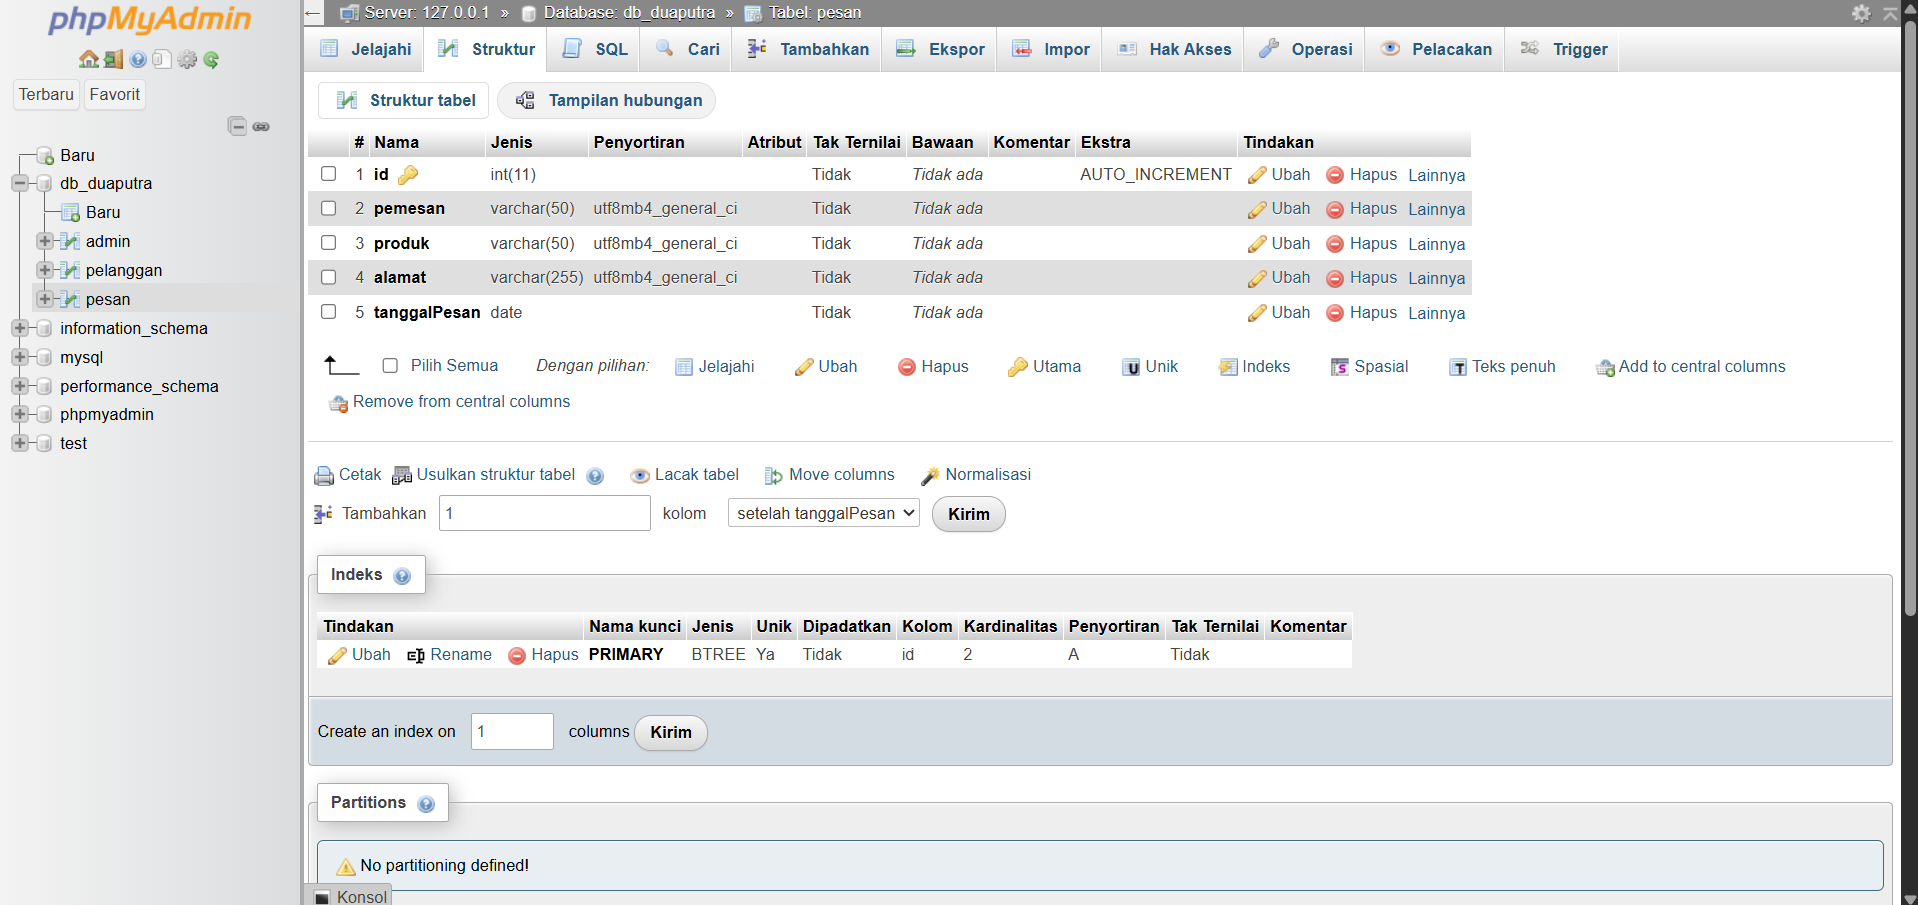 phpMyAdmin
Terbaru Favorit
Baru
db_duaputra
Baru
admin
pelanggan
pesan
information_schema
mysql
performance_schema
phpmyadmin
test
Server: 127.0.0.1 » Database: db_duaputra » Tabel: pesan
Jelajahi Struktur SQL Cari Tambahkan Ekspor Impor Hak Akses Operasi Pelacakan Trigger
Struktur tabel Tampilan hubungan
# Nama Jenis Penyortiran Atribut Tak Ternilai Bawaan Komentar Ekstra Tindakan
1 id int(11) Tidak Tidak ada AUTO_INCREMENT Ubah Hapus Lainnya
2 pemesan varchar(50) utf8mb4_general_ci Tidak Tidak ada Ubah Hapus Lainnya
3 produk varchar(50) utf8mb4_general_ci Tidak Tidak ada Ubah Hapus Lainnya
4 alamat varchar(255) utf8mb4_general_ci Tidak Tidak ada Ubah Hapus Lainnya
5 tanggalPesan date Tidak Tidak ada Ubah Hapus Lainnya
Pilih Semua Dengan pilihan: Jelajahi Ubah Hapus Utama Unik Indeks Spasial Teks penuh Add to central columns
Remove from central columns
Cetak Usulkan struktur tabel Lacak tabel Move columns Normalisasi
Tambahkan 1 kolom setelah tanggalPesan Kirim
Indeks
Tindakan Nama kunci Jenis Unik Dipadatkan Kolom Kardinalitas Penyortiran Tak Ternilai Komentar
Ubah Rename Hapus PRIMARY BTREE Ya Tidak id 2 A Tidak
Create an index on 1 columns Kirim
Partitions
No partitioning defined!
Konsol